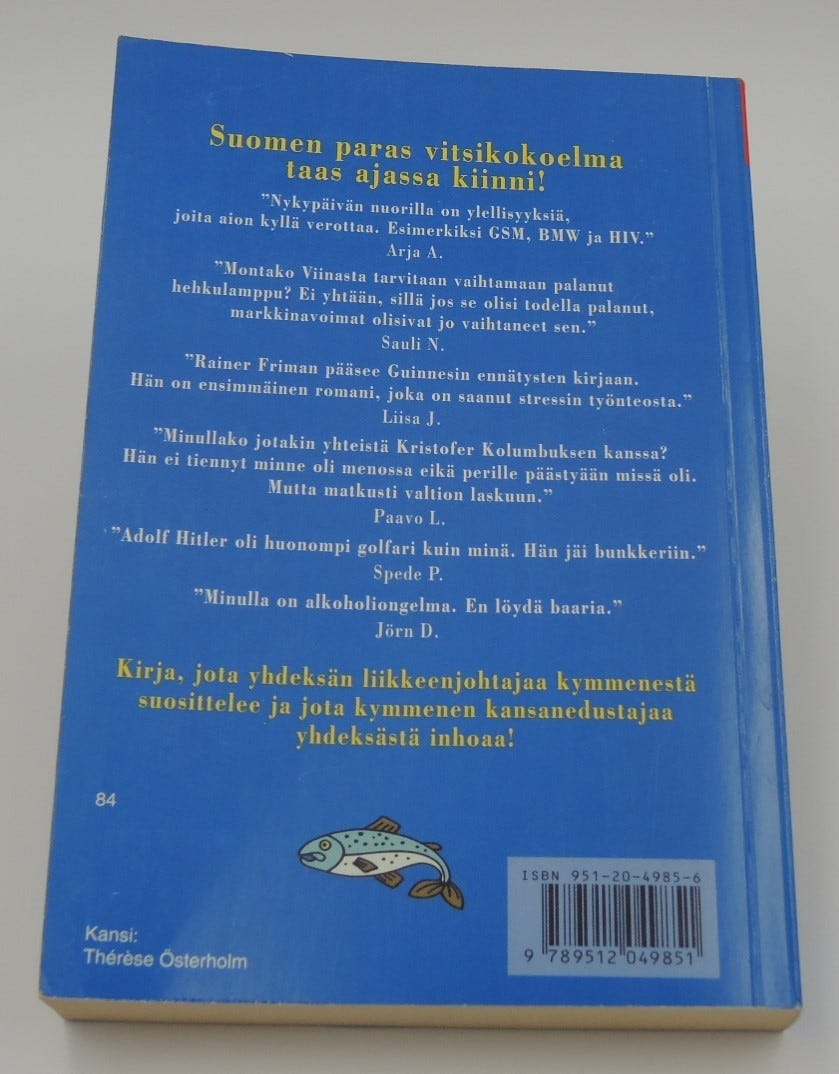 Suomen paras vitsikokoelma
taas ajassa kiinni!
”Nykypäivän nuorilla on ylellisyyksiä,
joita aion kyllä verottaa. Esimerkiksi GSM, BMW ja HIV.”
Arja A.
”Montako Viinasta tarvitaan vaihtamaan palanut
hehkulamppu? Ei yhtään, sillä jos se olisi todella palanut,
markkinavoimat olisivat jo vaihtaneet sen.”
Sauli N.
”Rainer Friman pääsee Guinnesin ennätysten kirjaan.
Hän on ensimmäinen romani, joka on saanut stressin työnteosta.”
Liisa J.
”Minullako jotakin yhteistä Kristofer Kolumbuksen kanssa?
Hän ei tiennyt minne oli menossa eikä perille päästyään missä oli.
Mutta matkusti valtion laskuun.”
Paavo L.
”Adolf Hitler oli huonompi golfari kuin minä. Hän jäi bunkkeriin.”
Spede P.
”Minulla on alkoholiongelma. En löydä baaria.”
Jörn D.
Kirja, jota yhdeksän liikkeenjohtajaa kymmenestä
suosittelee ja jota kymmenen kansanedustajaa
yhdeksästä inhoaa!
84
ISBN 951-20-4985-6
9 789512 049851
Kansi:
Thérèse Österholm